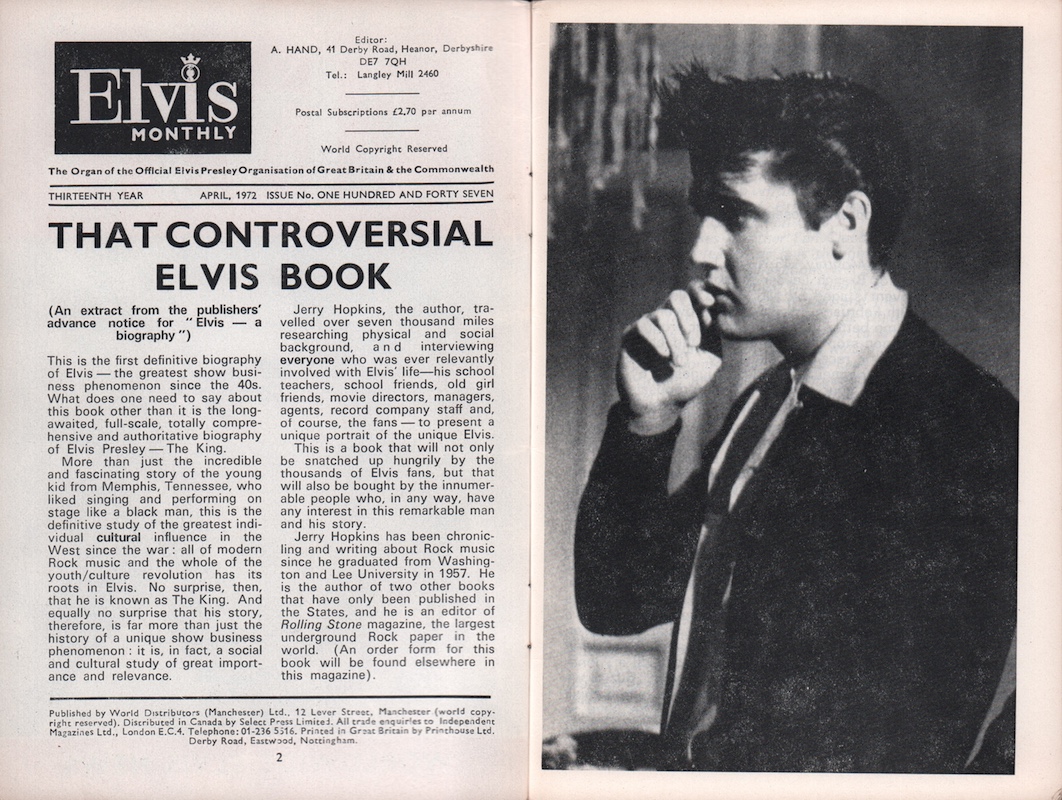 Elvis
MONTHLY
Editor:
A. HAND, 41 Derby Road, Heanor, Derbyshire
DE7 7QH
Tel.: Langley Mill 2460
Postal Subscriptions £2.70 per annum
World Copyright Reserved
The Organ of the Official Elvis Presley Organisation of Great Britain & the Commonwealth
THIRTEENTH YEAR APRIL, 1972 ISSUE No. ONE HUNDRED AND FORTY SEVEN
THAT CONTROVERSIAL
ELVIS BOOK
(An extract from the publishers'
advance notice for "Elvis — a
biography")
This is the first definitive biography
of Elvis — the greatest show busi-
ness phenomenon since the 40s.
What does one need to say about
this book other than it is the long-
awaited, full-scale, totally compre-
hensive and authoritative biography
of Elvis Presley — The King.
More than just the incredible
and fascinating story of the young
kid from Memphis, Tennessee, who
liked singing and performing on
stage like a black man, this is the
definitive study of the greatest indi-
vidual cultural influence in the
West since the war: all of modern
Rock music and the whole of the
youth/culture revolution has its
roots in Elvis. No surprise, then,
that he is known as The King. And
equally no surprise that his story,
therefore, is far more than just the
history of a unique show business
phenomenon: it is, in fact, a social
and cultural study of great import-
ance and relevance.
Jerry Hopkins, the author, tra-
velled over seven thousand miles
researching physical and social
background, and interviewing
everyone who was ever relevantly
involved with Elvis' life—his school
teachers, school friends, old girl
friends, movie directors, managers,
agents, record company staff and,
of course, the fans — to present a
unique portrait of the unique Elvis.
This is a book that will not only
be snatched up hungrily by the
thousands of Elvis fans, but that
will also be bought by the innumer-
able people who, in any way, have
any interest in this remarkable man
and his story.
Jerry Hopkins has been chronic-
ling and writing about Rock music
since he graduated from Washing-
ton and Lee University in 1957. He
is the author of two other books
that have only been published in
the States, and he is an editor of
Rolling Stone magazine, the largest
underground Rock paper in the
world. (An order form for this
book will be found elsewhere in
this magazine).
Published by World Distributors (Manchester) Ltd., 12 Lever Street, Manchester (world copy-
right reserved). Distributed in Canada by Select Press Limited. All trade enquiries to Independent
Magazines Ltd., London E.C.4. Telephone: 01-236 5516. Printed in Great Britain by Printhouse Ltd.
Derby Road, Eastwood, Nottingham.
2